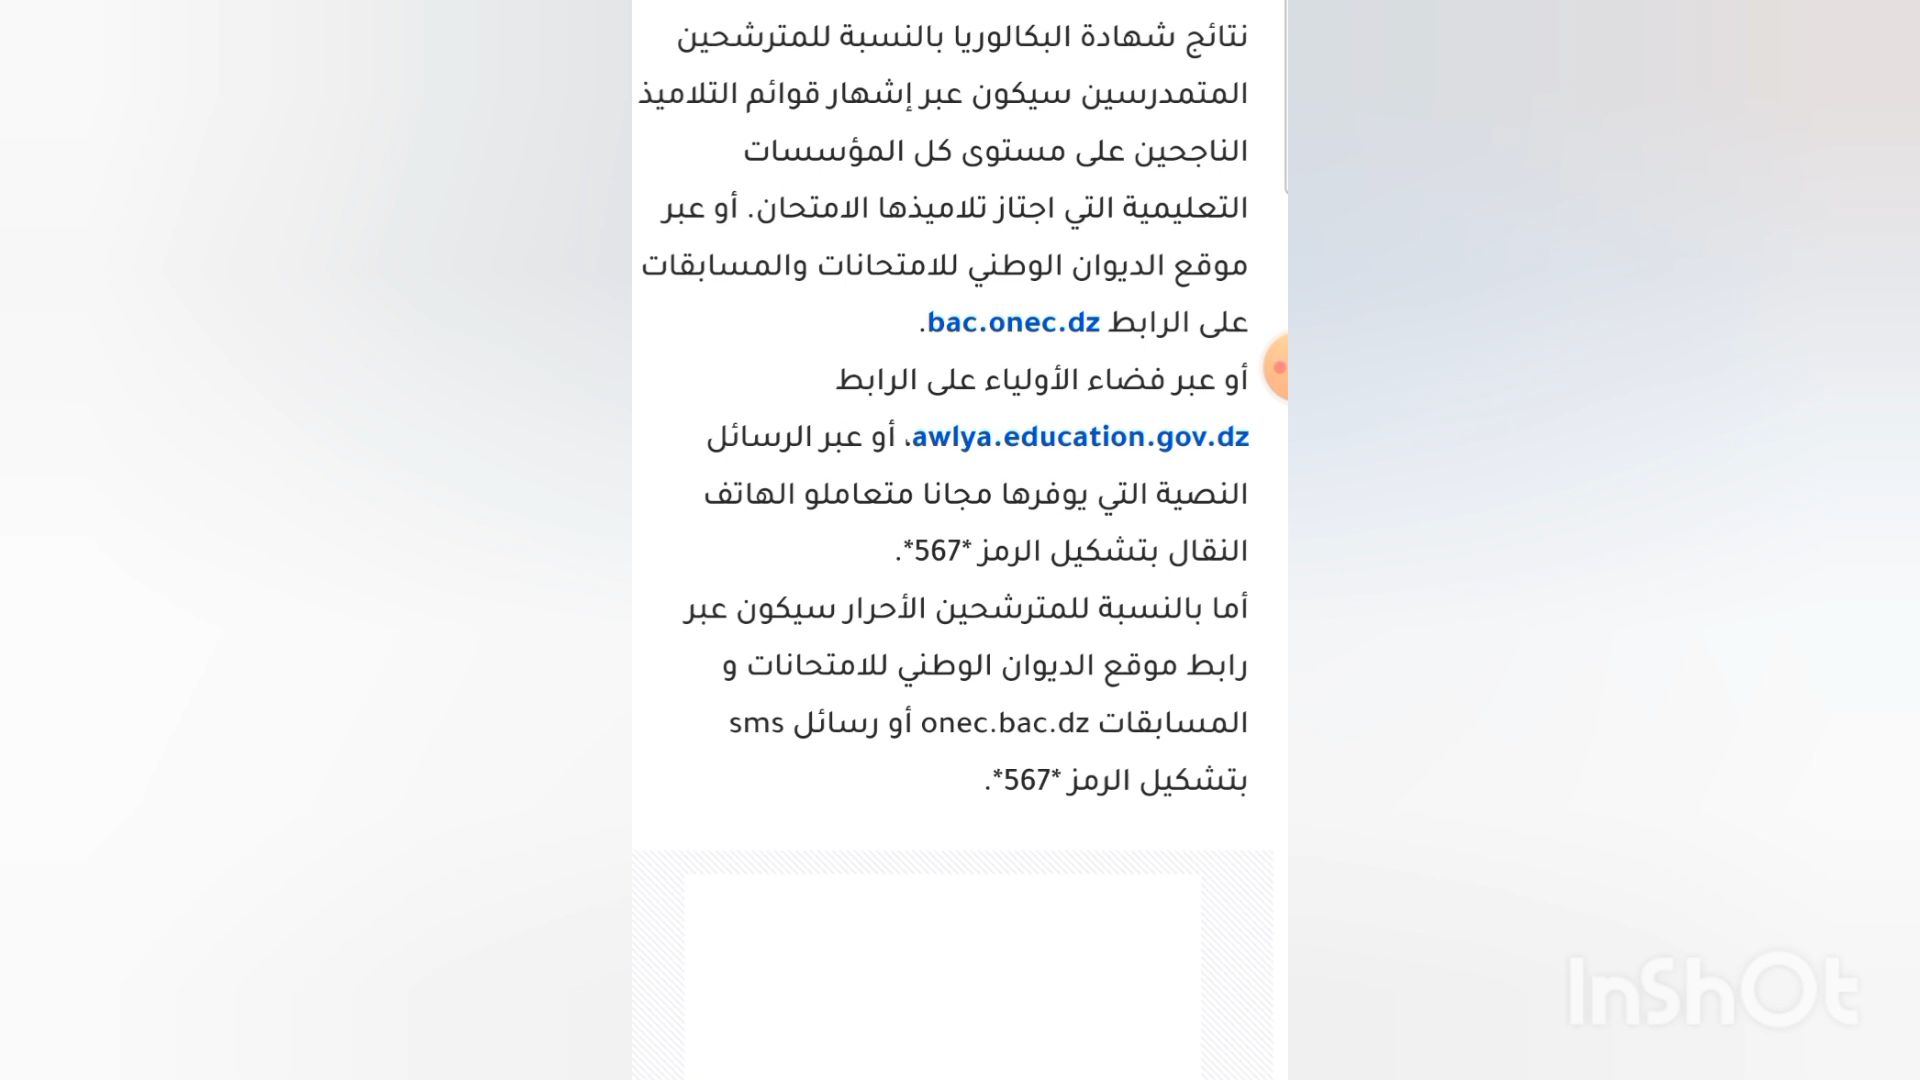 نتائج شهادة البكالوريا بالنسبة للمترشحين
المتمدرسين سيكون عبر إشهار قوائم التلاميذ
الناجحين على مستوى كل المؤسسات
التعليمية التي اجتاز تلاميذها الامتحان. أو عبر
موقع الديوان الوطني للامتحانات والمسابقات
على الرابط bac.onec.dz.
أو عبر فضاء الأولياء على الرابط
awlya.education.gov.dz، أو عبر الرسائل
النصية التي يوفرها مجانا متعاملو الهاتف
النقال بتشكيل الرمز *567*.
أما بالنسبة للمترشحين الأحرار سيكون عبر
رابط موقع الديوان الوطني للامتحانات و
المسابقات onec.bac.dz أو رسائل sms
بتشكيل الرمز *567*.
InShOt